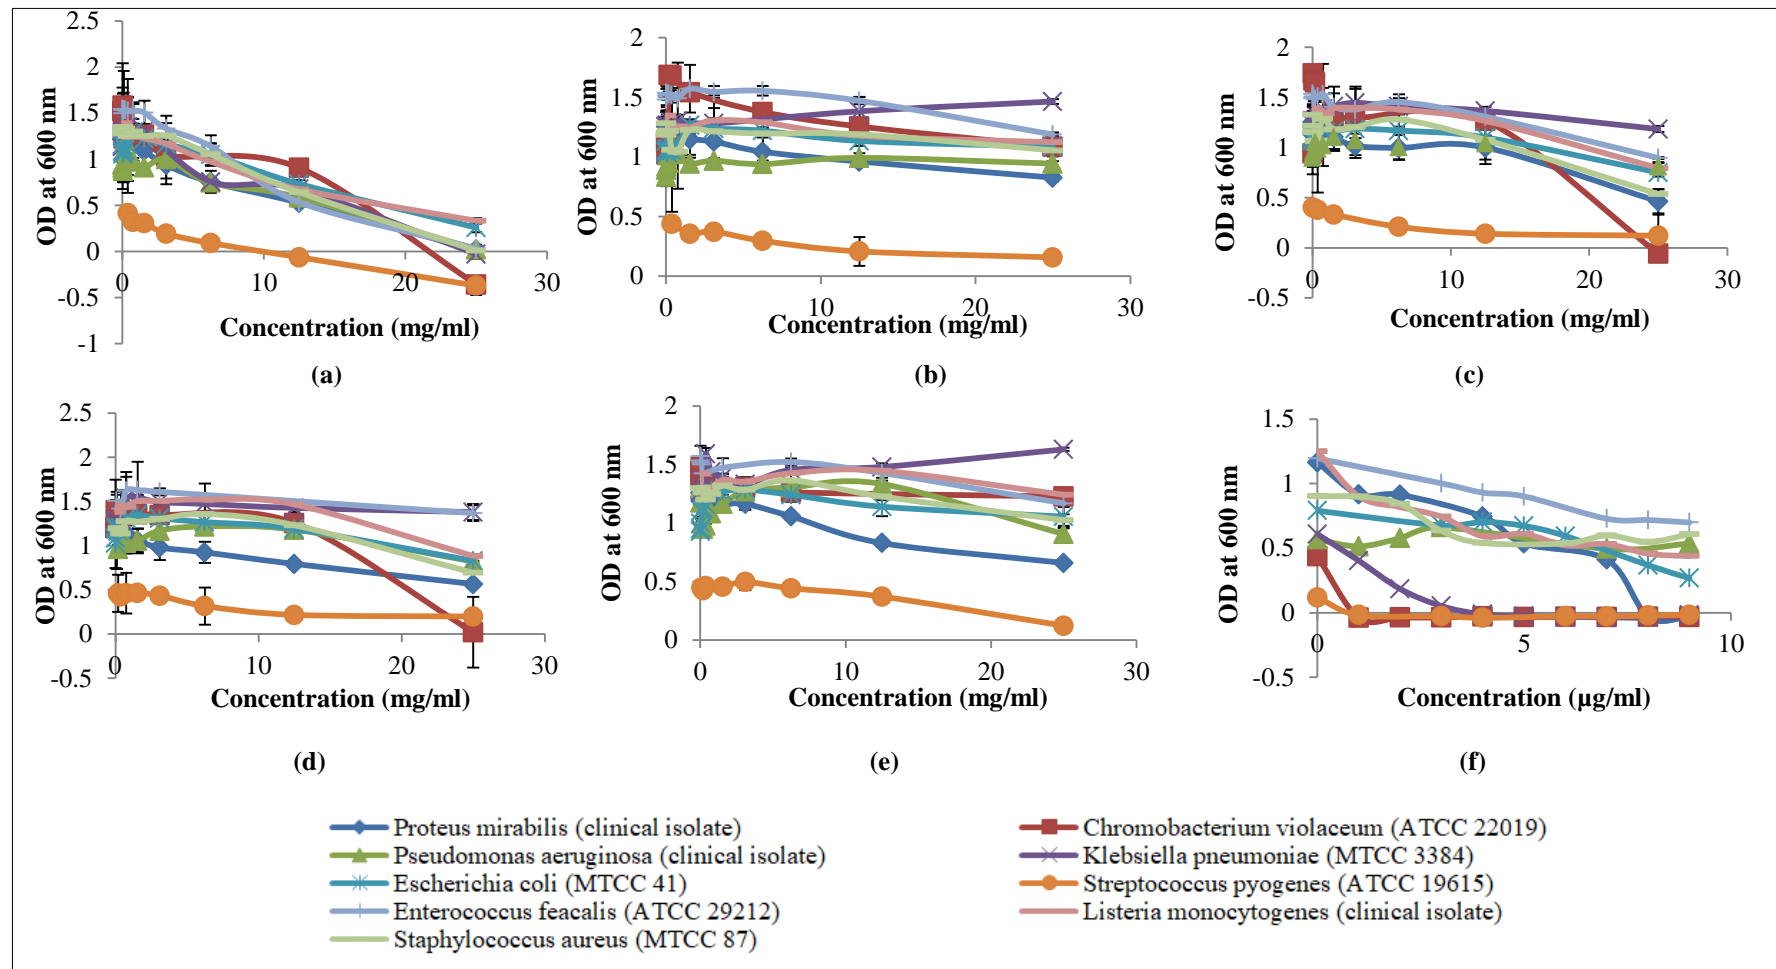 2.5
2
1.5
1
0.5
0
-0.5
-1
0
10
20
30
OD at 600 nm
Concentration (mg/ml)
(a)
2
1.5
1
0.5
0
0
10
20
30
OD at 600 nm
Concentration (mg/ml)
(b)
2
1.5
1
0.5
0
-0.5
0
10
20
30
OD at 600 nm
Concentration (mg/ml)
(c)
2.5
2
1.5
1
0.5
0
-0.5
0
10
20
30
OD at 600 nm
Concentration (mg/ml)
(d)
2
1.5
1
0.5
0
0
10
20
30
OD at 600 nm
Concentration (mg/ml)
(e)
1.5
1
0.5
0
-0.5
0
5
10
OD at 600 nm
Concentration (µg/ml)
(f)
Proteus mirabilis (clinical isolate)
Chromobacterium violaceum (ATCC 22019)
Pseudomonas aeruginosa (clinical isolate)
Klebsiella pneumoniae (MTCC 3384)
Escherichia coli (MTCC 41)
Streptococcus pyogenes (ATCC 19615)
Enterococcus feacalis (ATCC 29212)
Listeria monocytogenes (clinical isolate)
Staphylococcus aureus (MTCC 87)